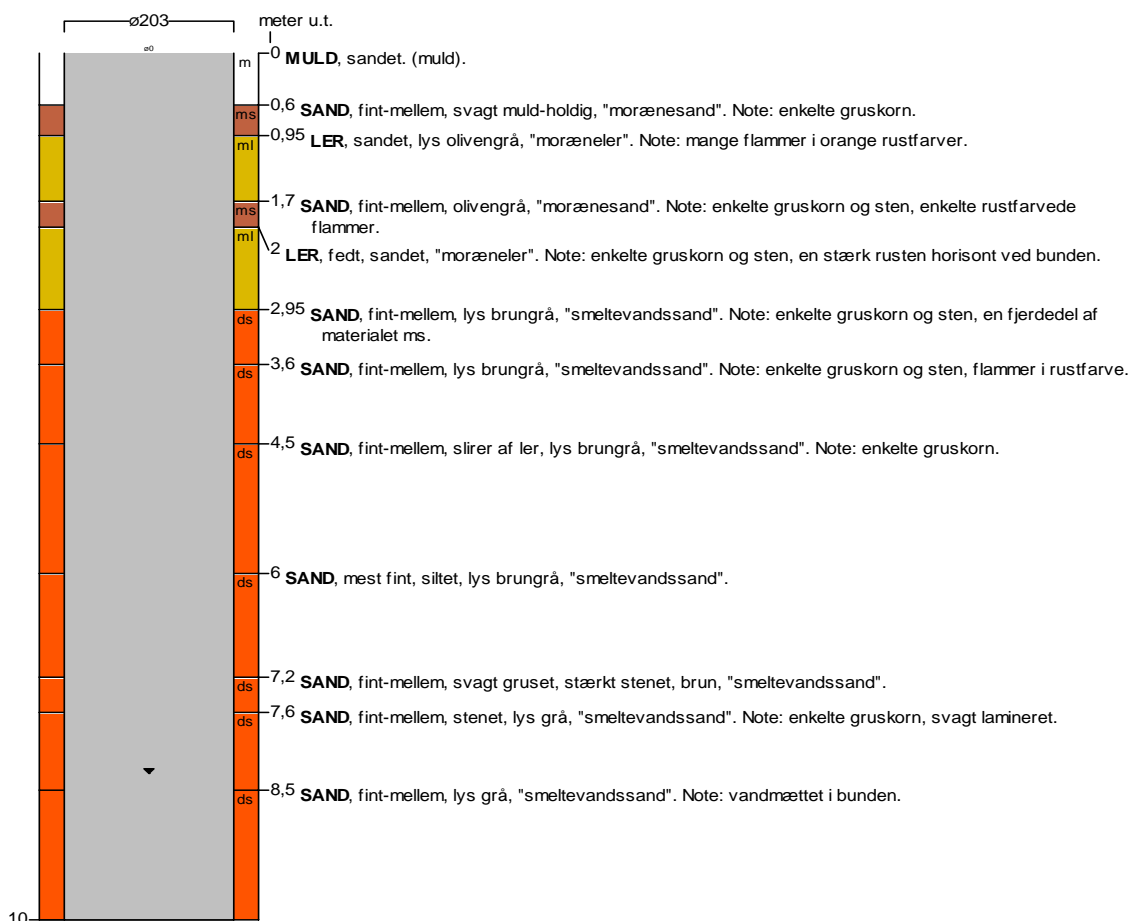 ø203
meter u.t.
ø0
m
0 MULD, sandet. (muld).
0,6 SAND, fint-mellem, svagt muld-holdig, "morænesand". Note: enkelte gruskorn.
ms
0,95 LER, sandet, lys olivengrå, "moræneler". Note: mange flammer i orange rustfarver.
ml
1,7 SAND, fint-mellem, olivengrå, "morænesand". Note: enkelte gruskorn og sten, enkelte rustfarvede
ms
flammer.
ml
2 LER, fedt, sandet, "moræneler". Note: enkelte gruskorn og sten, en stærk rusten horisont ved bunden.
2,95 SAND, fint-mellem, lys brungrå, "smeltevandssand". Note: enkelte gruskorn og sten, en fjerdedel af
ds
materialet ms.
3,6 SAND, fint-mellem, lys brungrå, "smeltevandssand". Note: enkelte gruskorn og sten, flammer i rustfarve.
ds
4,5 SAND, fint-mellem, slirer af ler, lys brungrå, "smeltevandssand". Note: enkelte gruskorn.
ds
6 SAND, mest fint, siltet, lys brungrå, "smeltevandssand".
ds
7,2 SAND, fint-mellem, svagt gruset, stærkt stenet, brun, "smeltevandssand".
ds
7,6 SAND, fint-mellem, stenet, lys grå, "smeltevandssand". Note: enkelte gruskorn, svagt lamineret.
ds
8,5 SAND, fint-mellem, lys grå, "smeltevandssand". Note: vandmættet i bunden.
ds
10